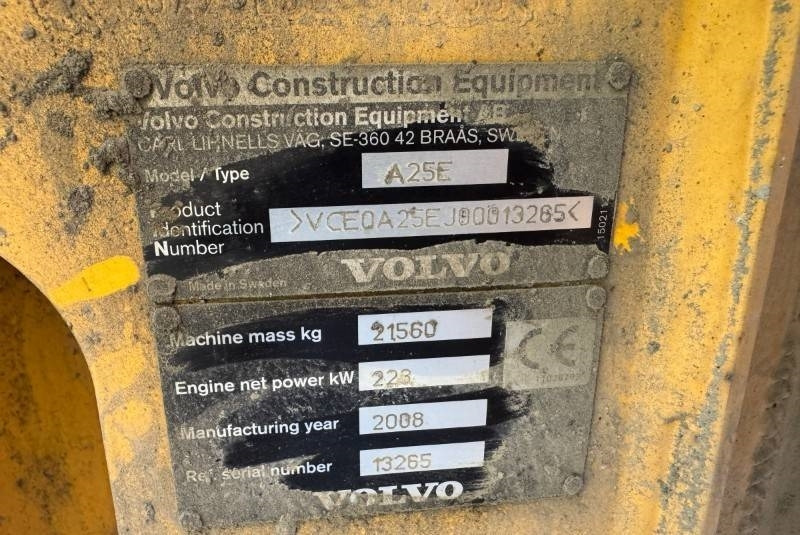 Volvo Construction Equipment
Volvo Construction Equipment AB
CARL LIHNELLS VÄG, SE-360 42 BRAÅS, SWEDEN
Model / Type A25E
Product
Identification
Number >VCE0A25EJ00013265<
VOLVO
Made in Sweden
Machine mass kg 21560
CE
Engine net power kW 223
Manufacturing year 2008
Ref. serial number 13265
VOLVO